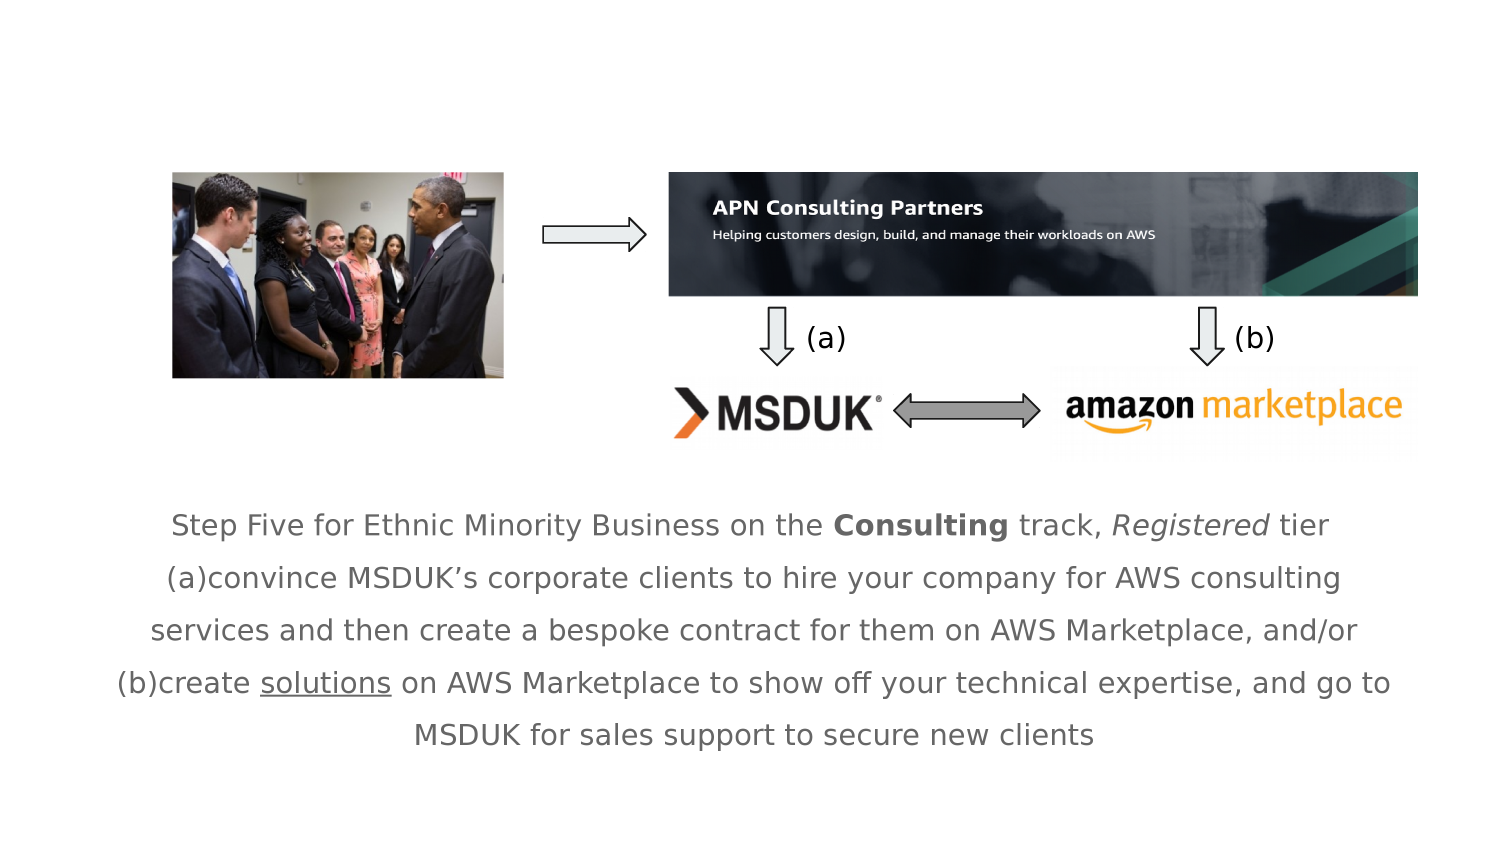 APN Consulting Partners
Helping customers design, build, and manage their workloads on AWS
(a)
(b)
MSDUK®
amazon marketplace
Step Five for Ethnic Minority Business on the Consulting track, Registered tier
(a)convince MSDUK’s corporate clients to hire your company for AWS consulting
services and then create a bespoke contract for them on AWS Marketplace, and/or
(b)create solutions on AWS Marketplace to show off your technical expertise, and go to
MSDUK for sales support to secure new clients